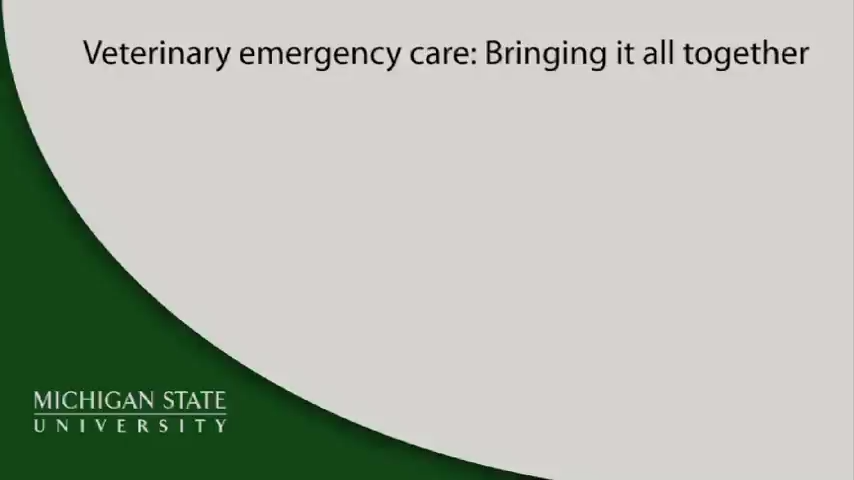 Veterinary emergency care: Bringing it all together
MICHIGAN STATE
UNIVERSITY